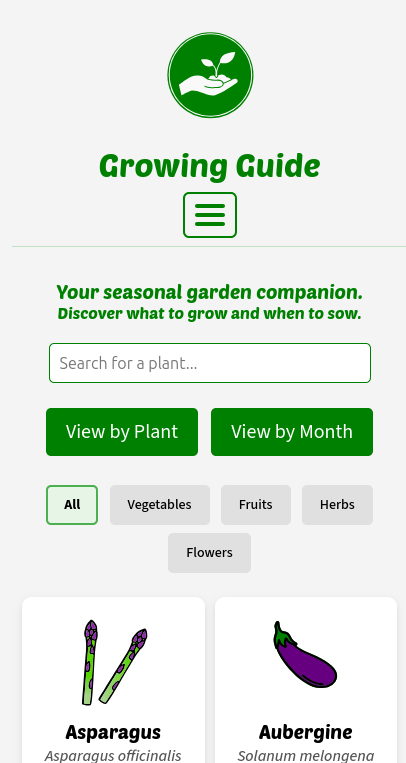 Growing Guide
Your seasonal garden companion.
Discover what to grow and when to sow.
Search for a plant...
View by Plant View by Month
All Vegetables Fruits Herbs
Flowers
Asparagus Aubergine
Asparagus officinalis Solanum melongena